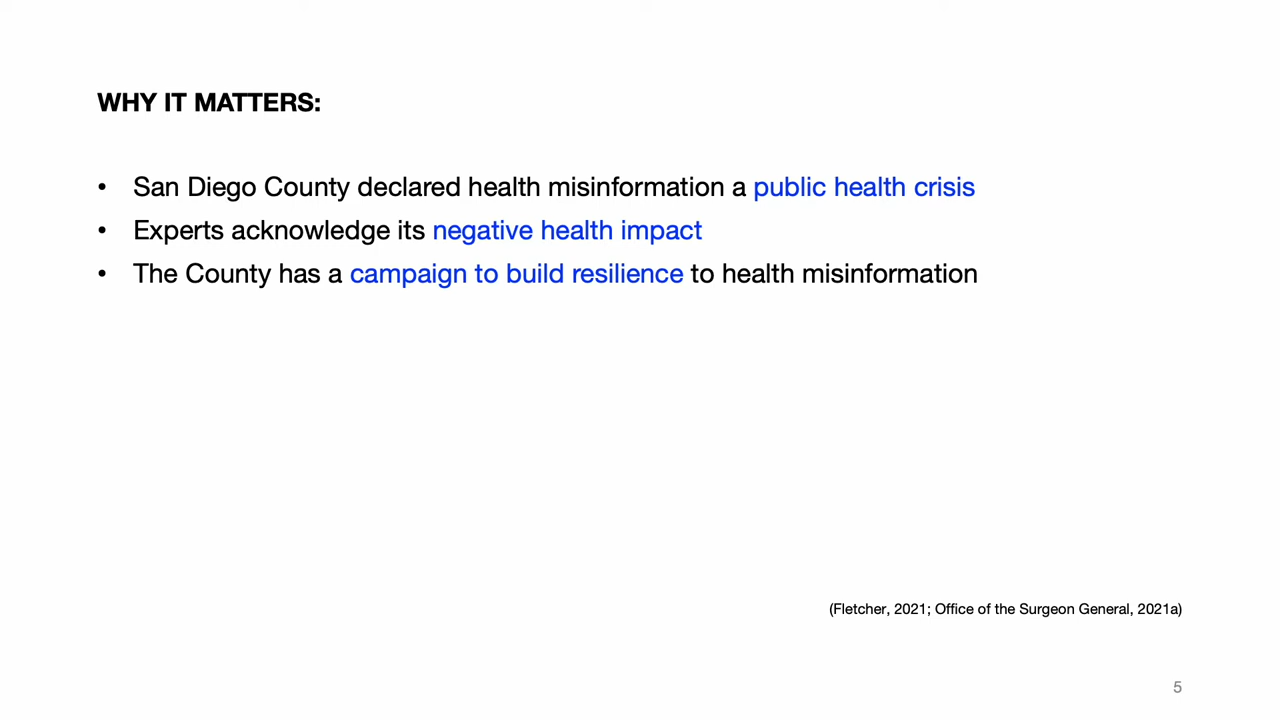 WHY IT MATTERS:
• San Diego County declared health misinformation a public health crisis
• Experts acknowledge its negative health impact
• The County has a campaign to build resilience to health misinformation
(Fletcher, 2021; Office of the Surgeon General, 2021a)
5